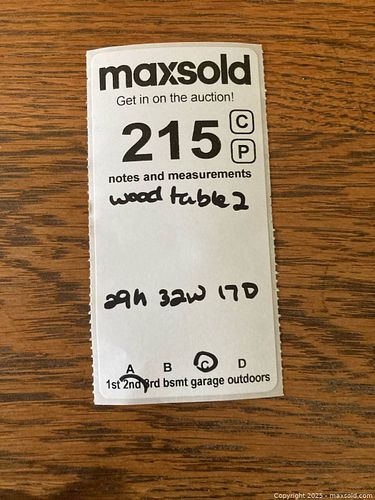 maxsold
Get in on the auction!
215 C
P
notes and measurements
wood table 2
29h 32w 17D
A B C D
1st 2nd 3rd bsmt garage outdoors
Copyright 2025 - maxsold.com